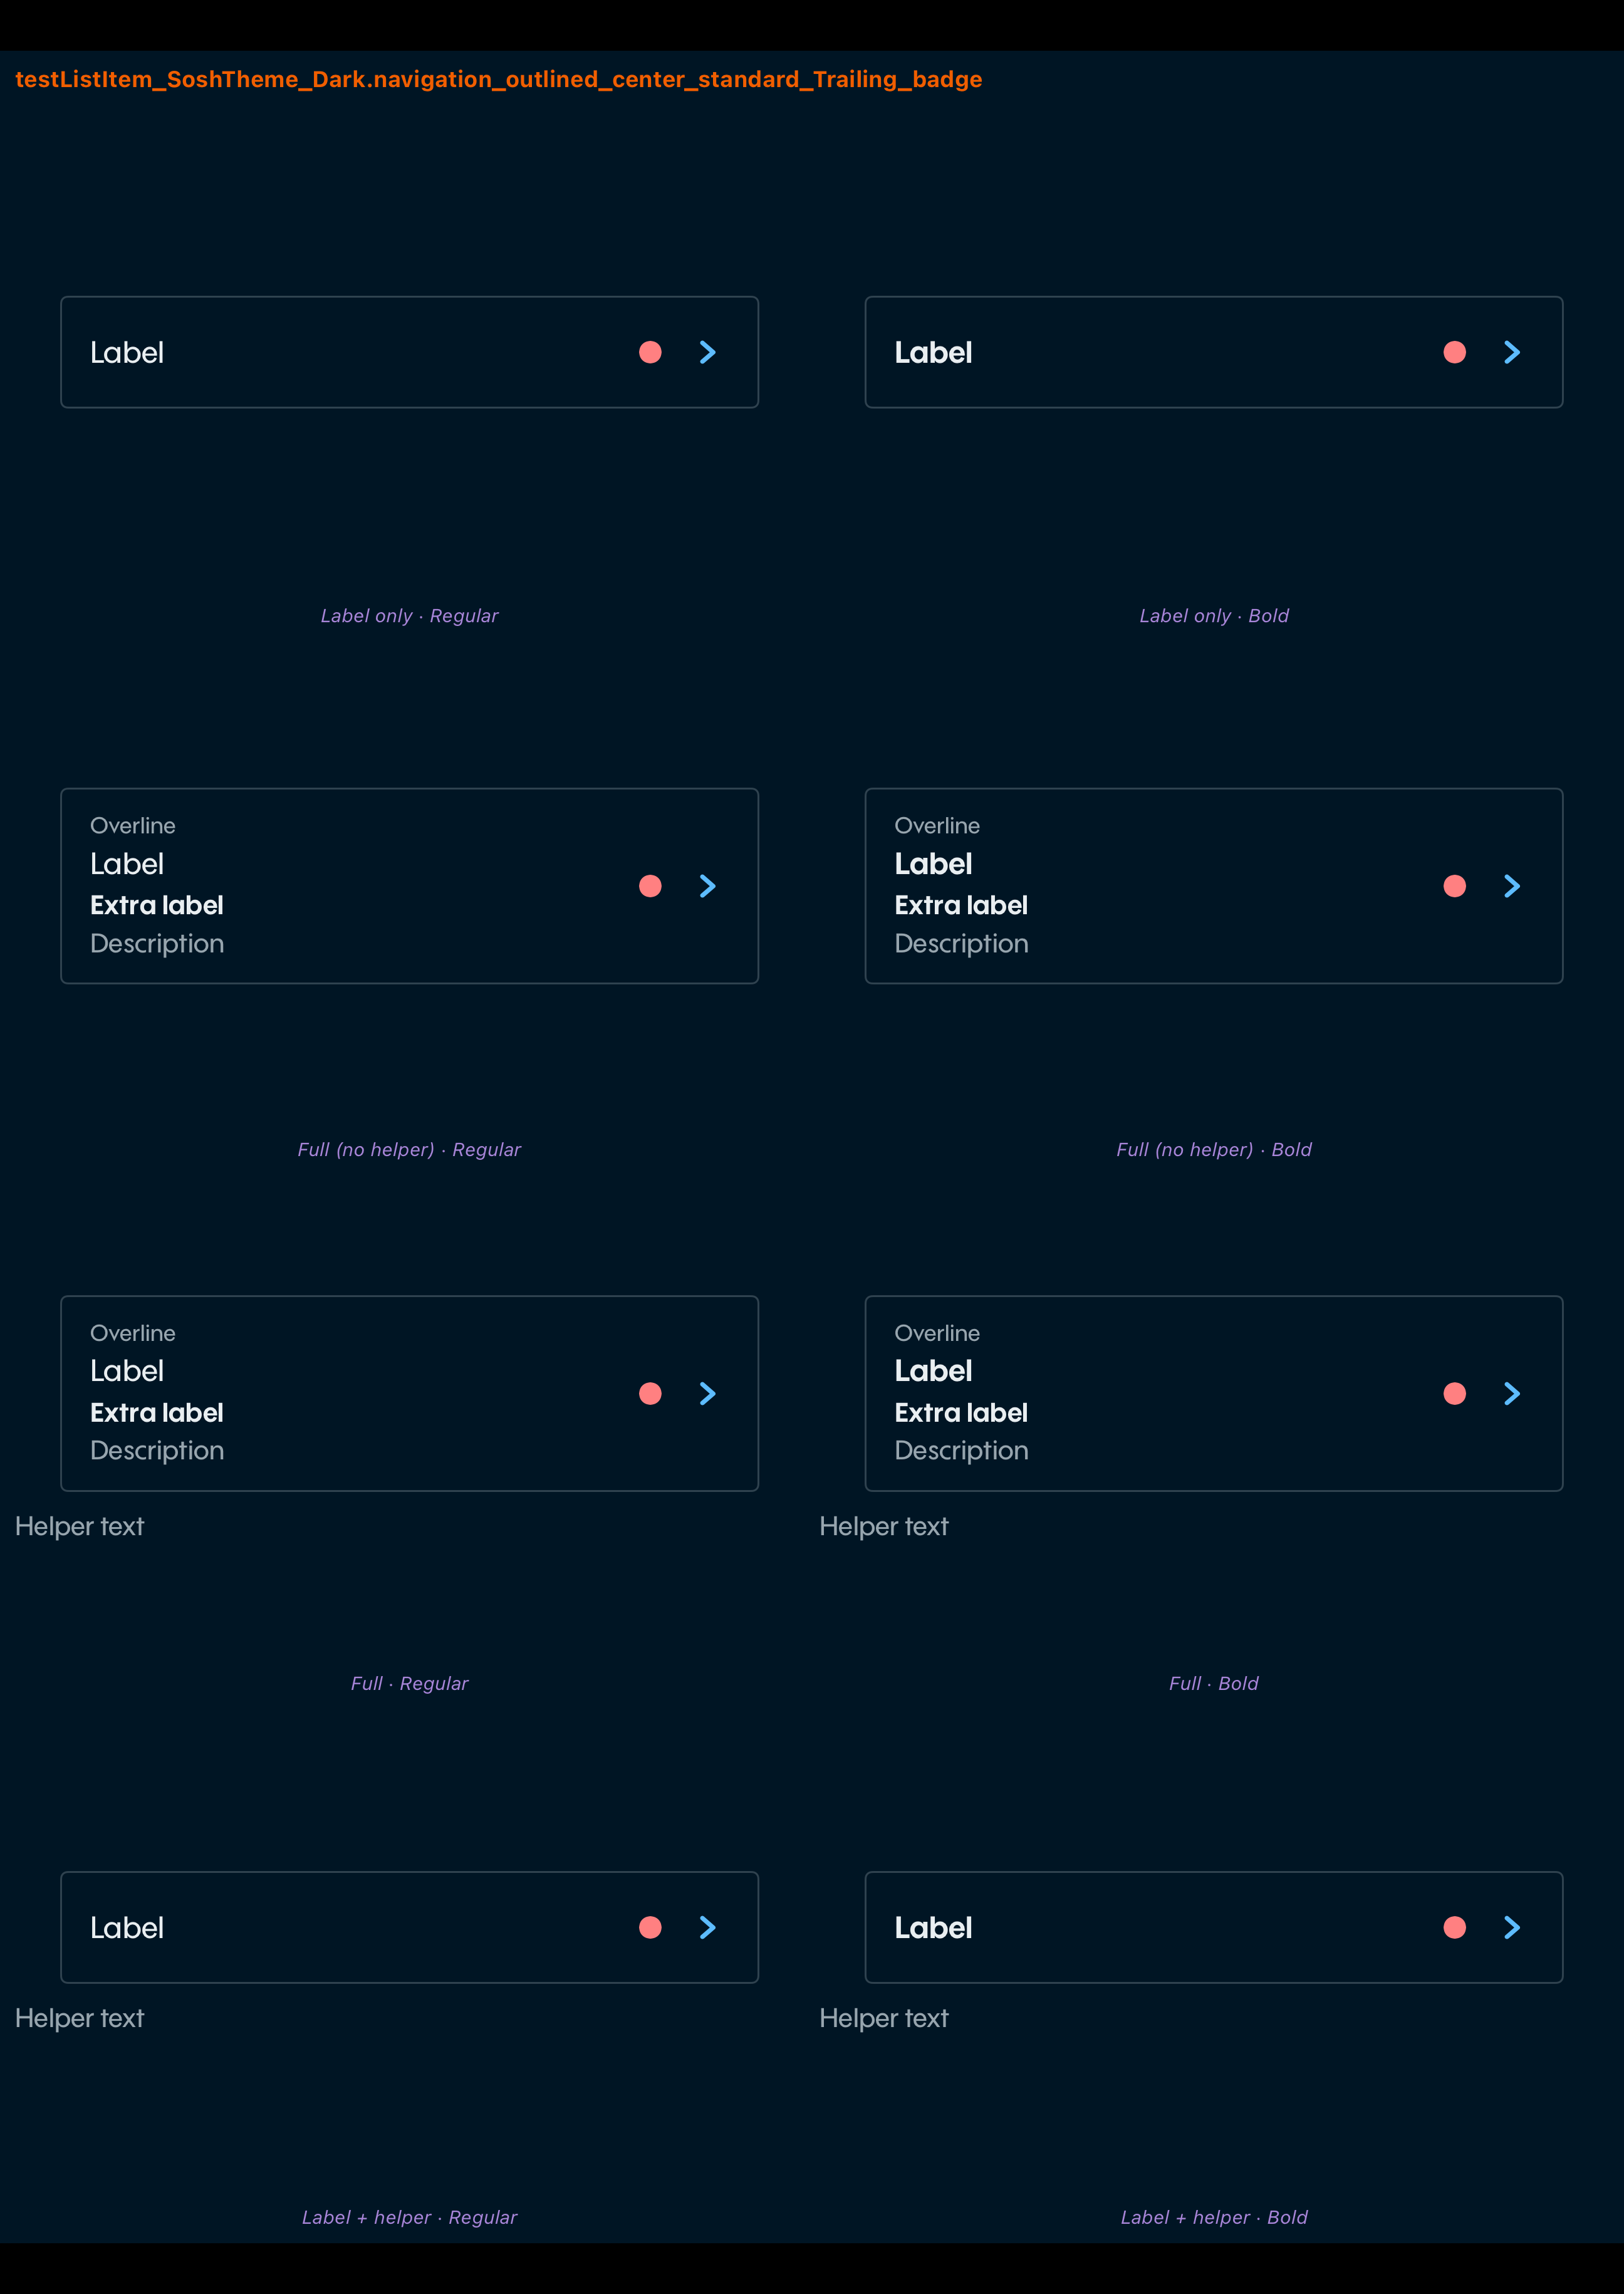 testListItem_SoshTheme_Dark.navigation_outlined_center_standard_Trailing_badge
Label
Label
Label only · Regular
Label only · Bold
Overline
Label
Extra label
Description
Overline
Label
Extra label
Description
Full (no helper) · Regular
Full (no helper) · Bold
Overline
Label
Extra label
Description
Helper text
Overline
Label
Extra label
Description
Helper text
Full · Regular
Full · Bold
Label
Helper text
Label
Helper text
Label + helper · Regular
Label + helper · Bold